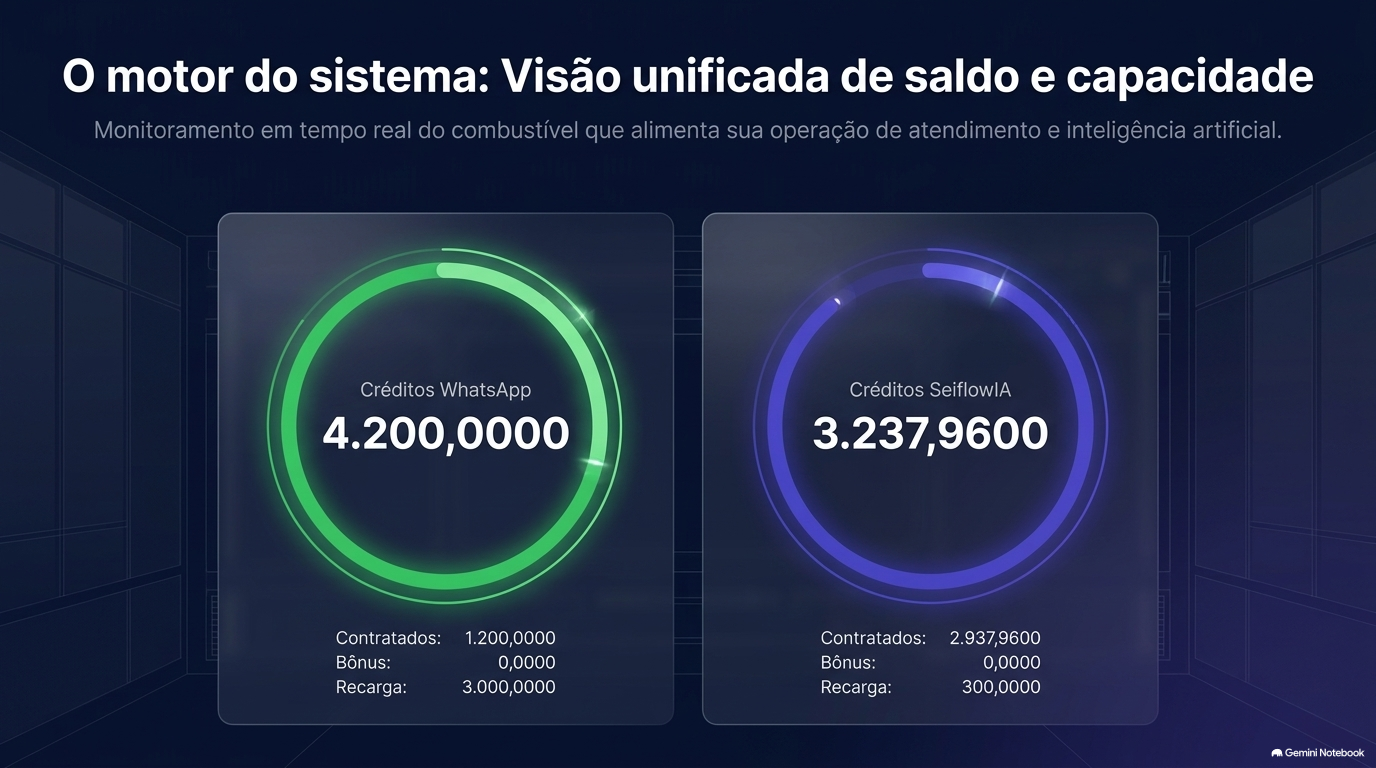 O motor do sistema: Visão unificada de saldo e capacidade
Monitoramento em tempo real do combustível que alimenta sua operação de atendimento e inteligência artificial.
Créditos WhatsApp
4.200,0000
Contratados: 1.200,0000
Bônus: 0,0000
Recarga: 3.000,0000
Créditos SeiflowIA
3.237,9600
Contratados: 2.937,9600
Bônus: 0,0000
Recarga: 300,0000
Gemini Notebook